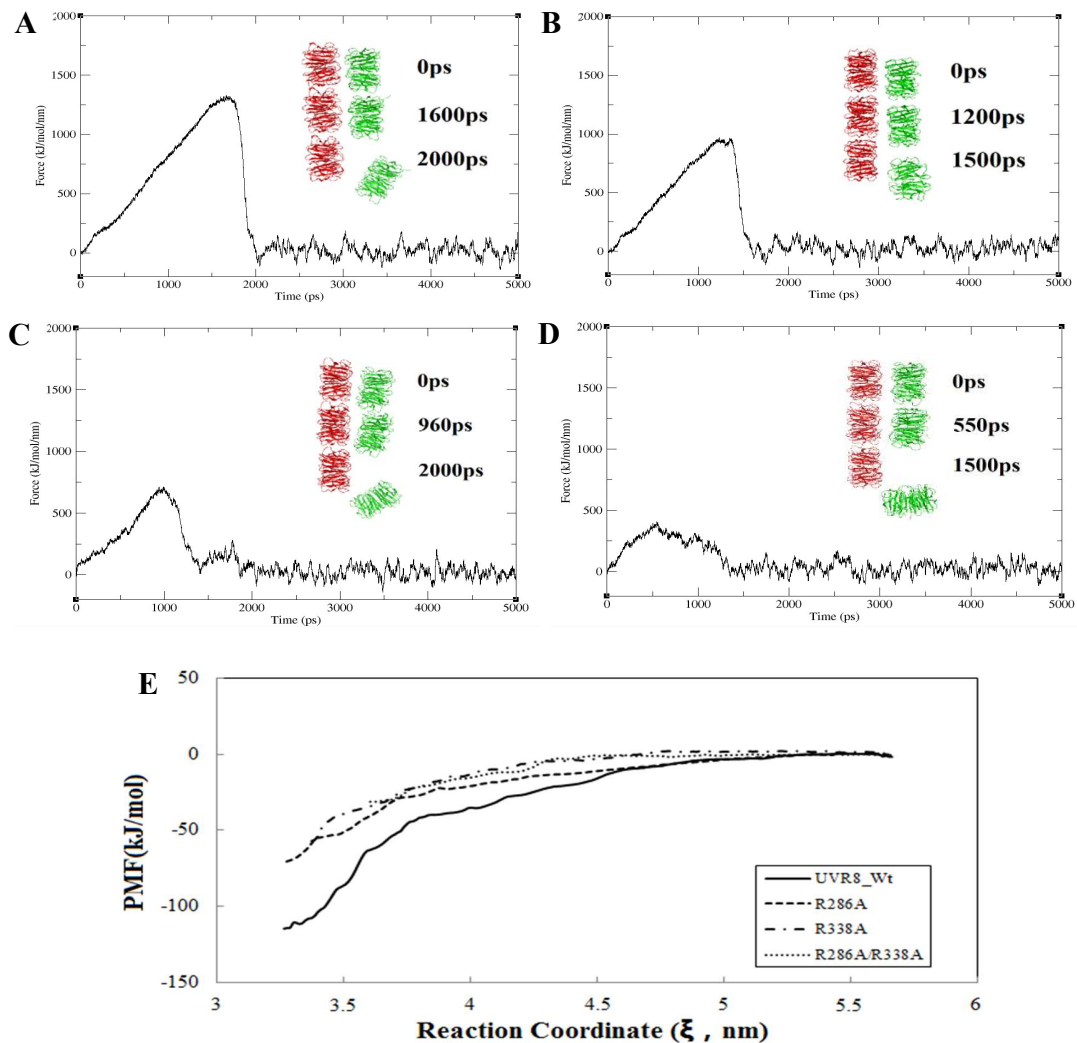 A
2000
1500
1000
500
0
Force (kJ/mol/nm)
0 1000 2000 3000 4000 5000
Time (ps)
0ps
1600ps
2000ps
B
2000
1500
1000
500
0
Force (kJ/mol/nm)
0 1000 2000 3000 4000 5000
Time (ps)
0ps
1200ps
1500ps
C
2000
1500
1000
500
0
Force (kJ/mol/nm)
0 1000 2000 3000 4000 5000
Time (ps)
0ps
960ps
2000ps
D
2000
1500
1000
500
0
Force (kJ/mol/nm)
0 1000 2000 3000 4000 5000
Time (ps)
0ps
550ps
1500ps
E
50
0
-50
-100
-150
PMF(kJ/mol)
3 3.5 4 4.5 5 5.5 6
Reaction Coordinate (ξ , nm)
UVR8_Wt
R286A
R338A
R286A/R338A